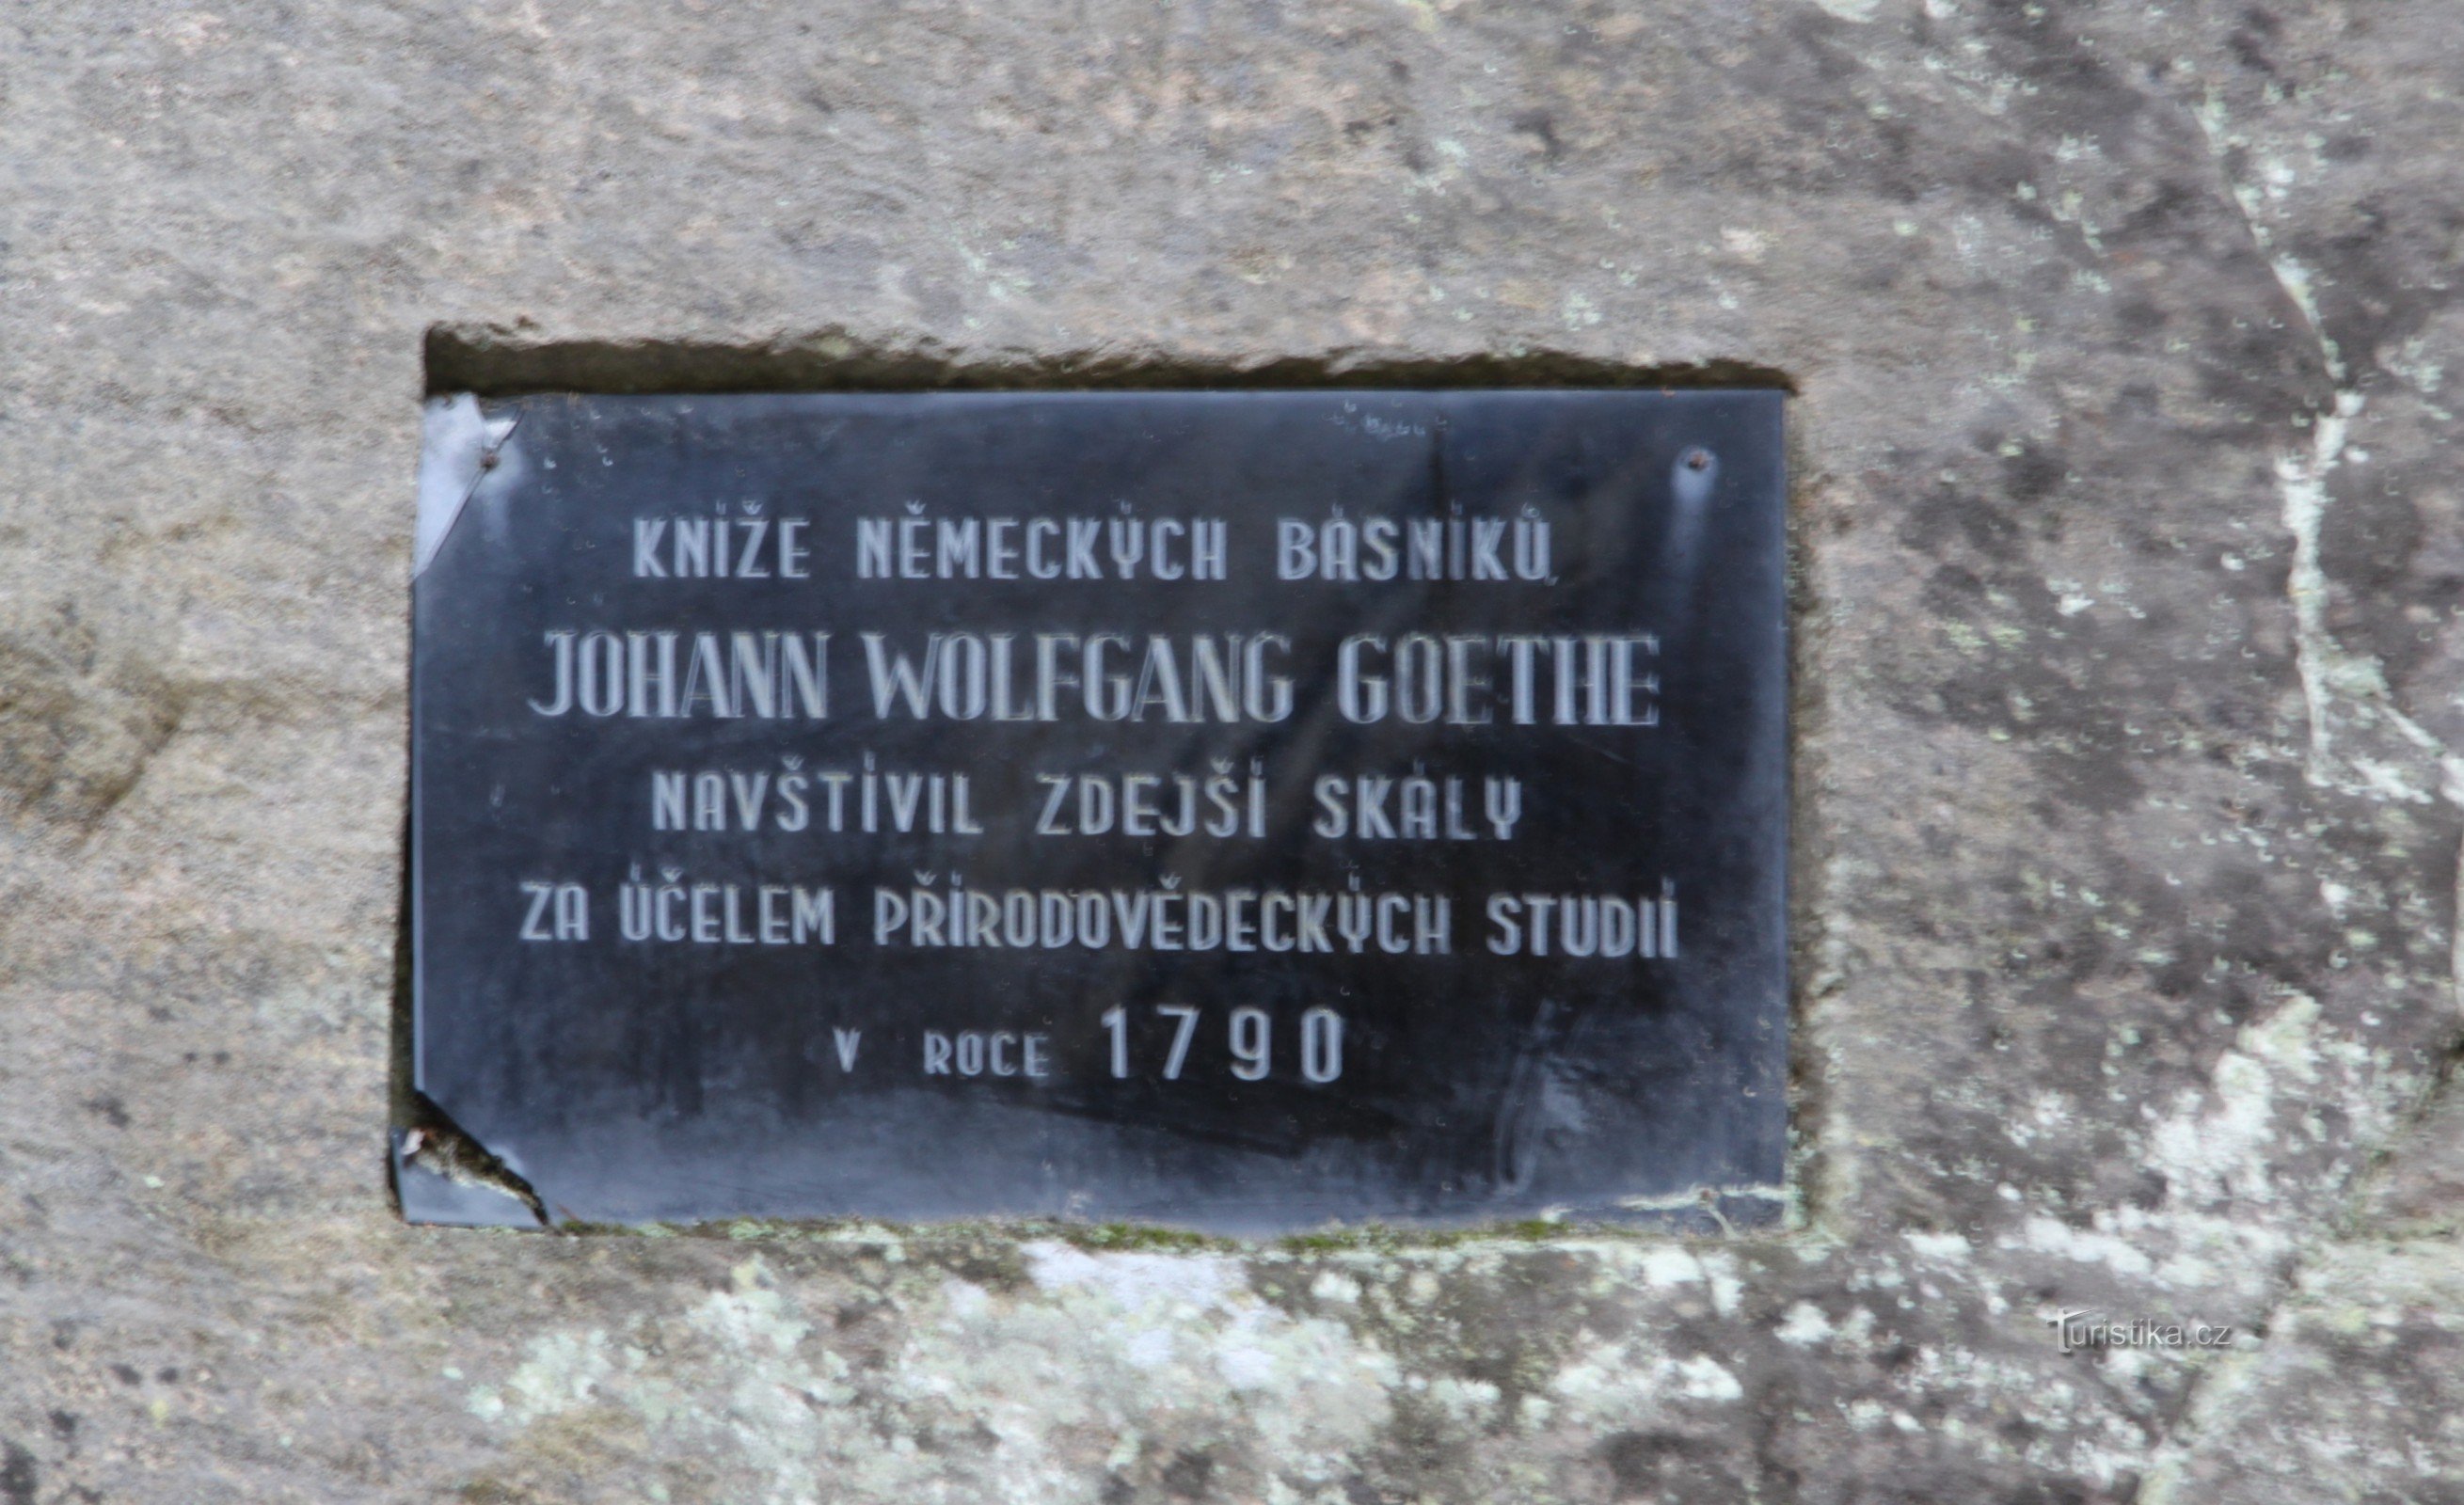 KNÍŽE NĚMECKÝCH BÁSNÍKŮ,
JOHANN WOLFGANG GOETHE
NAVŠTÍVIL ZDEJŠÍ SKÁLY
ZA ÚČELEM PŘÍRODOVĚDECKÝCH STUDIÍ
V ROCE 1790
Turistika.cz